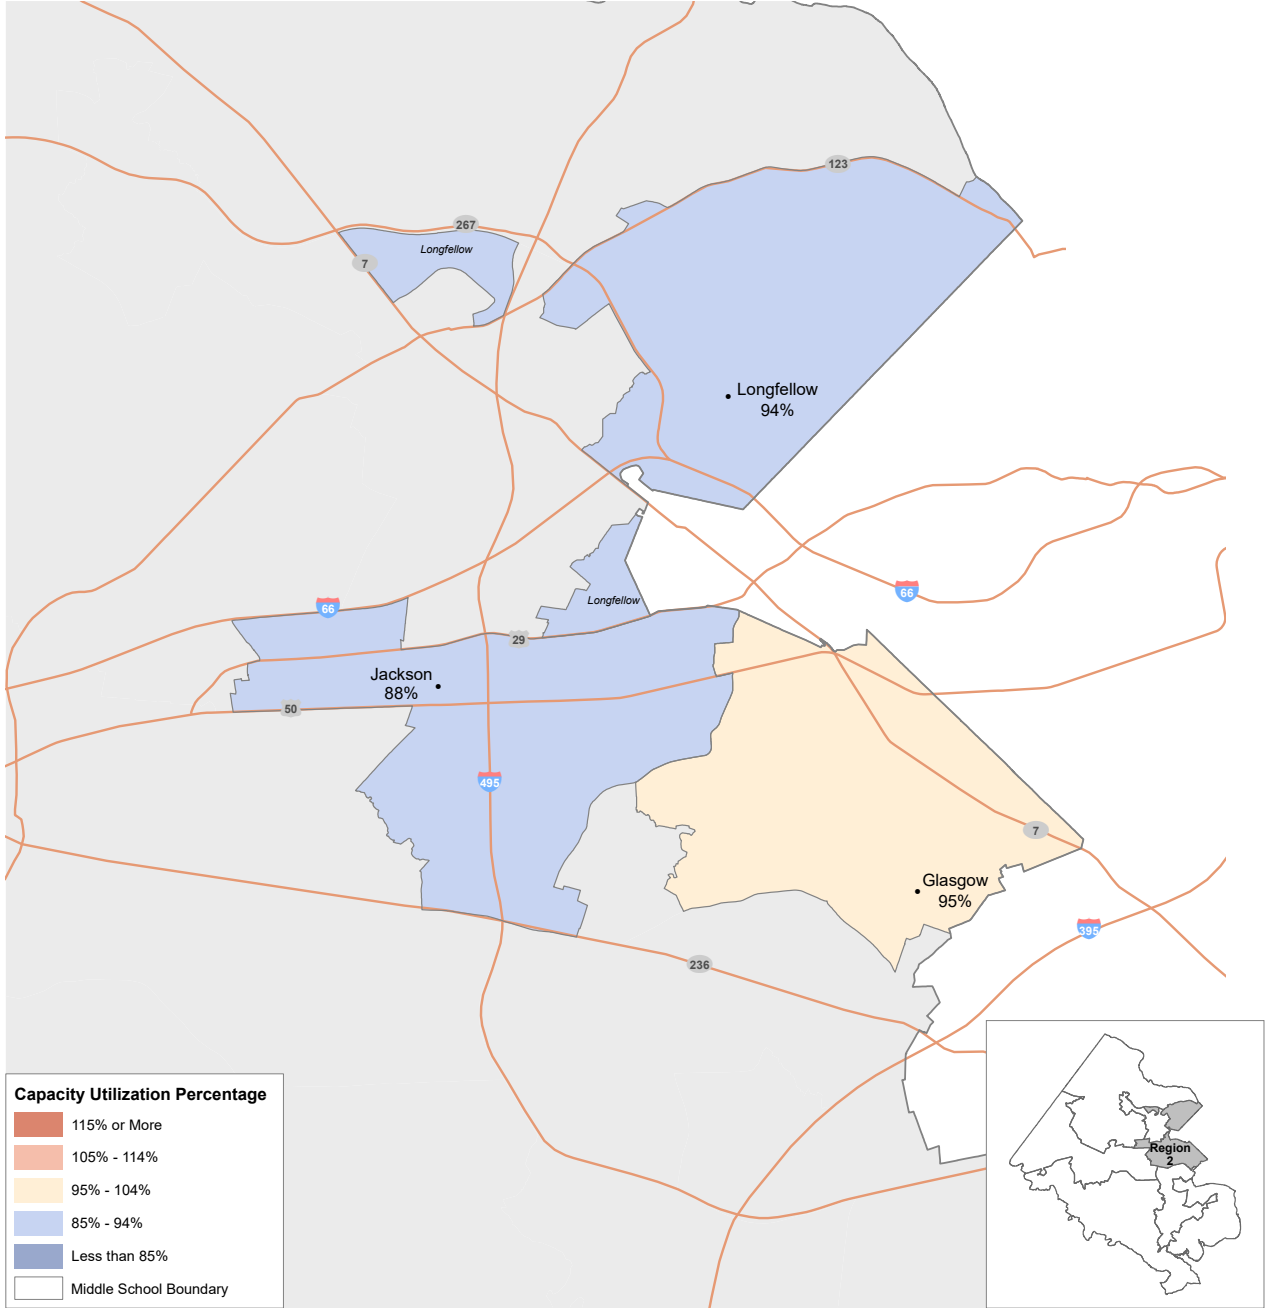 123
267
Longfellow
7
Longfellow
94%
66
Longfellow
66
29
Jackson
88%
50
495
7
Glasgow
95%
395
236
Capacity Utilization Percentage
115% or More
105% - 114%
95% - 104%
85% - 94%
Less than 85%
Middle School Boundary
Region
2